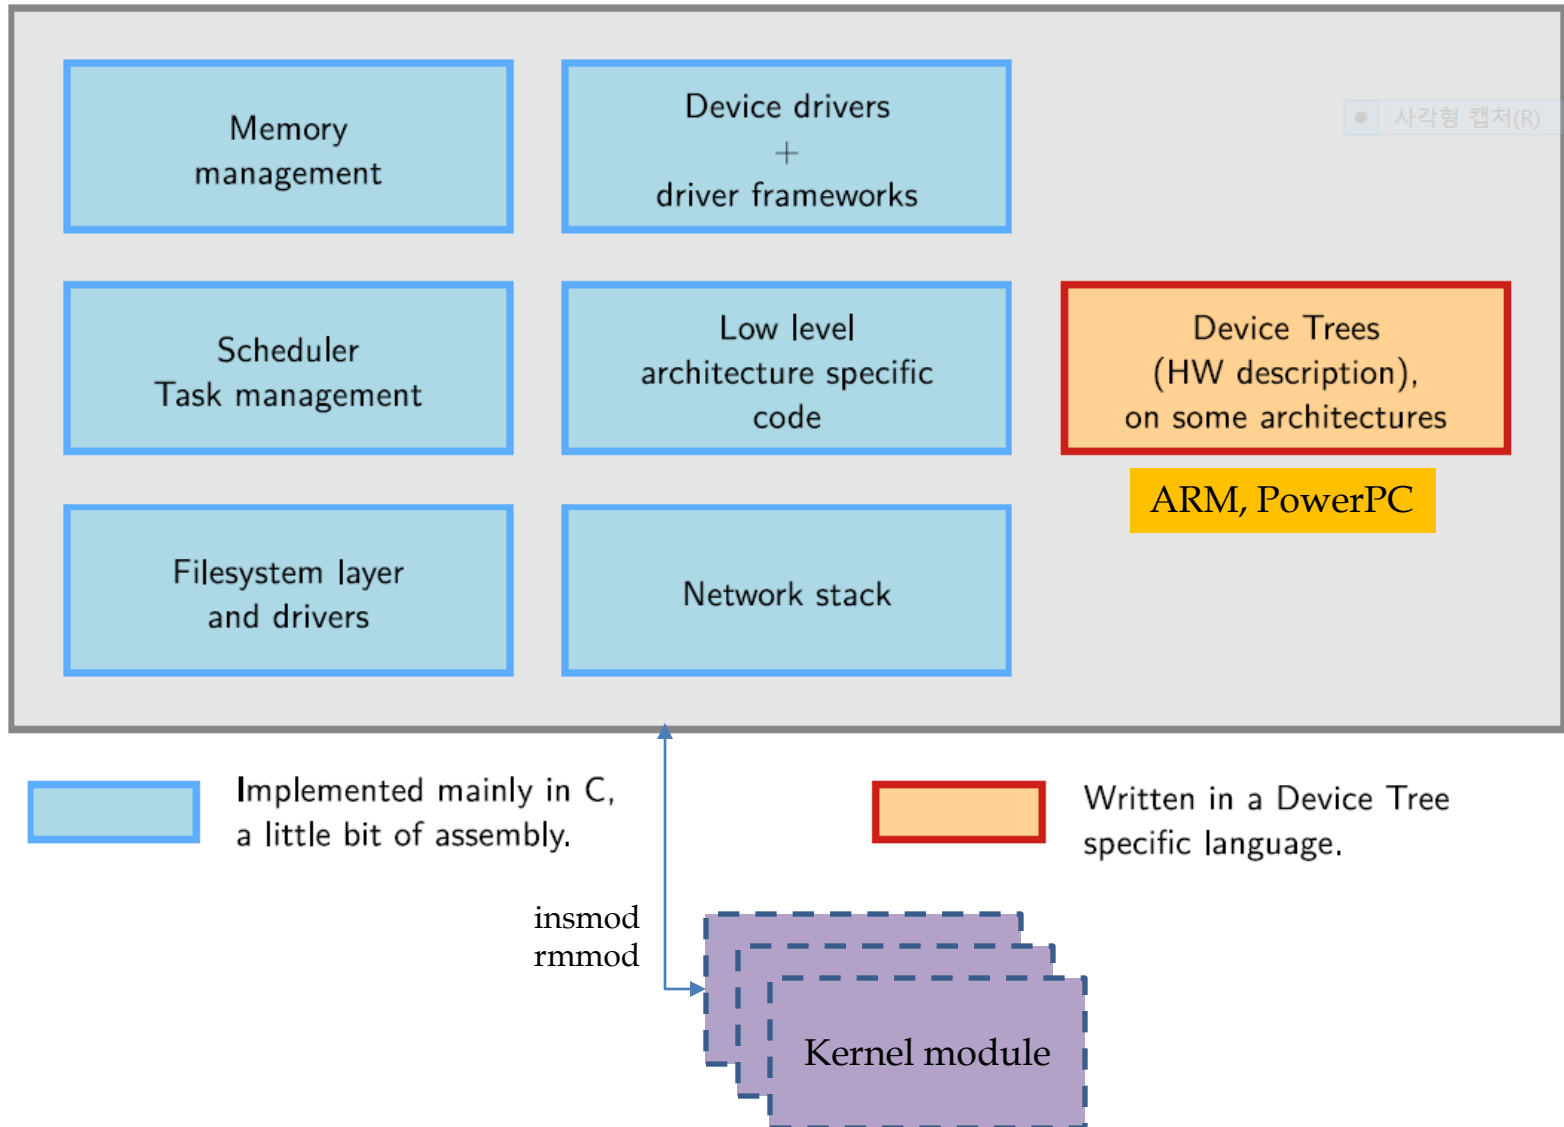 Memory
management
Device drivers
+
driver frameworks
사각형 캡처(R)
Scheduler
Task management
Low level
architecture specific
code
Device Trees
(HW description),
on some architectures
ARM, PowerPC
Filesystem layer
and drivers
Network stack
Implemented mainly in C,
a little bit of assembly.
Written in a Device Tree
specific language.
insmod
rmmod
Kernel module